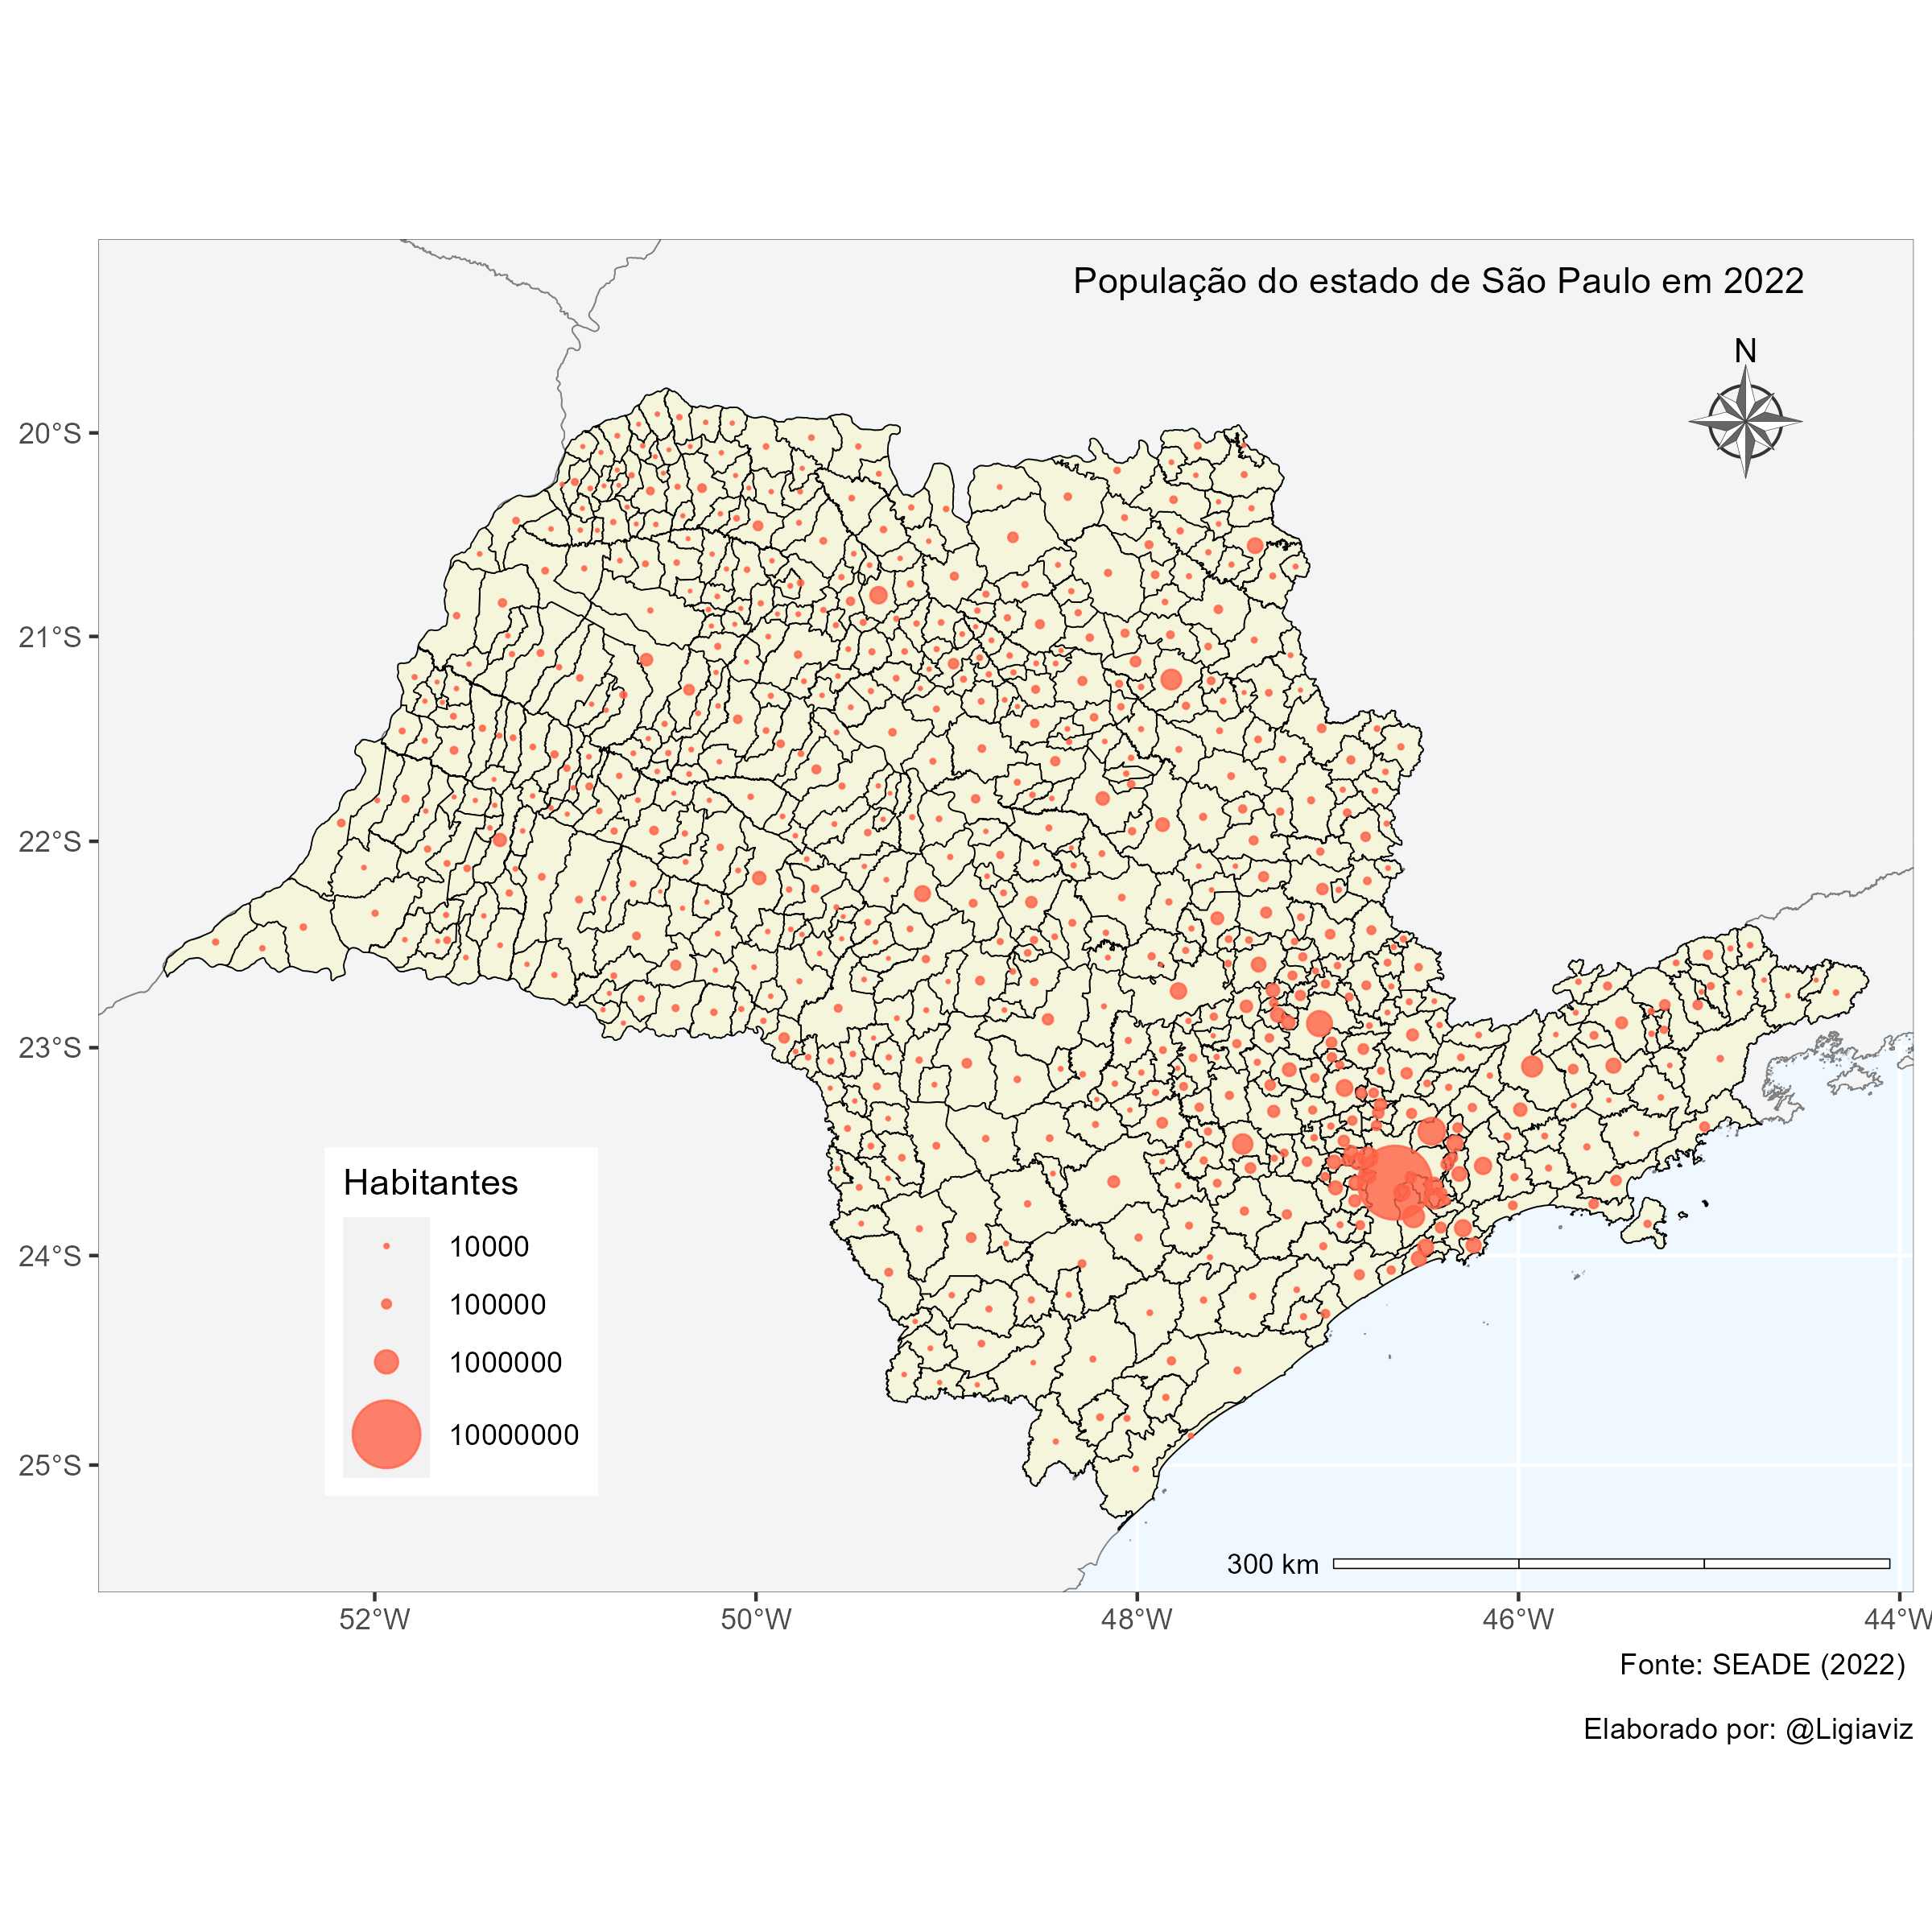 População do estado de São Paulo em 2022
N
20°S
21°S
22°S
23°S
24°S
25°S
Habitantes
10000
100000
1000000
10000000
300 km
52°W
50°W
48°W
46°W
44°W
Fonte: SEADE (2022)
Elaborado por: @Ligiaviz